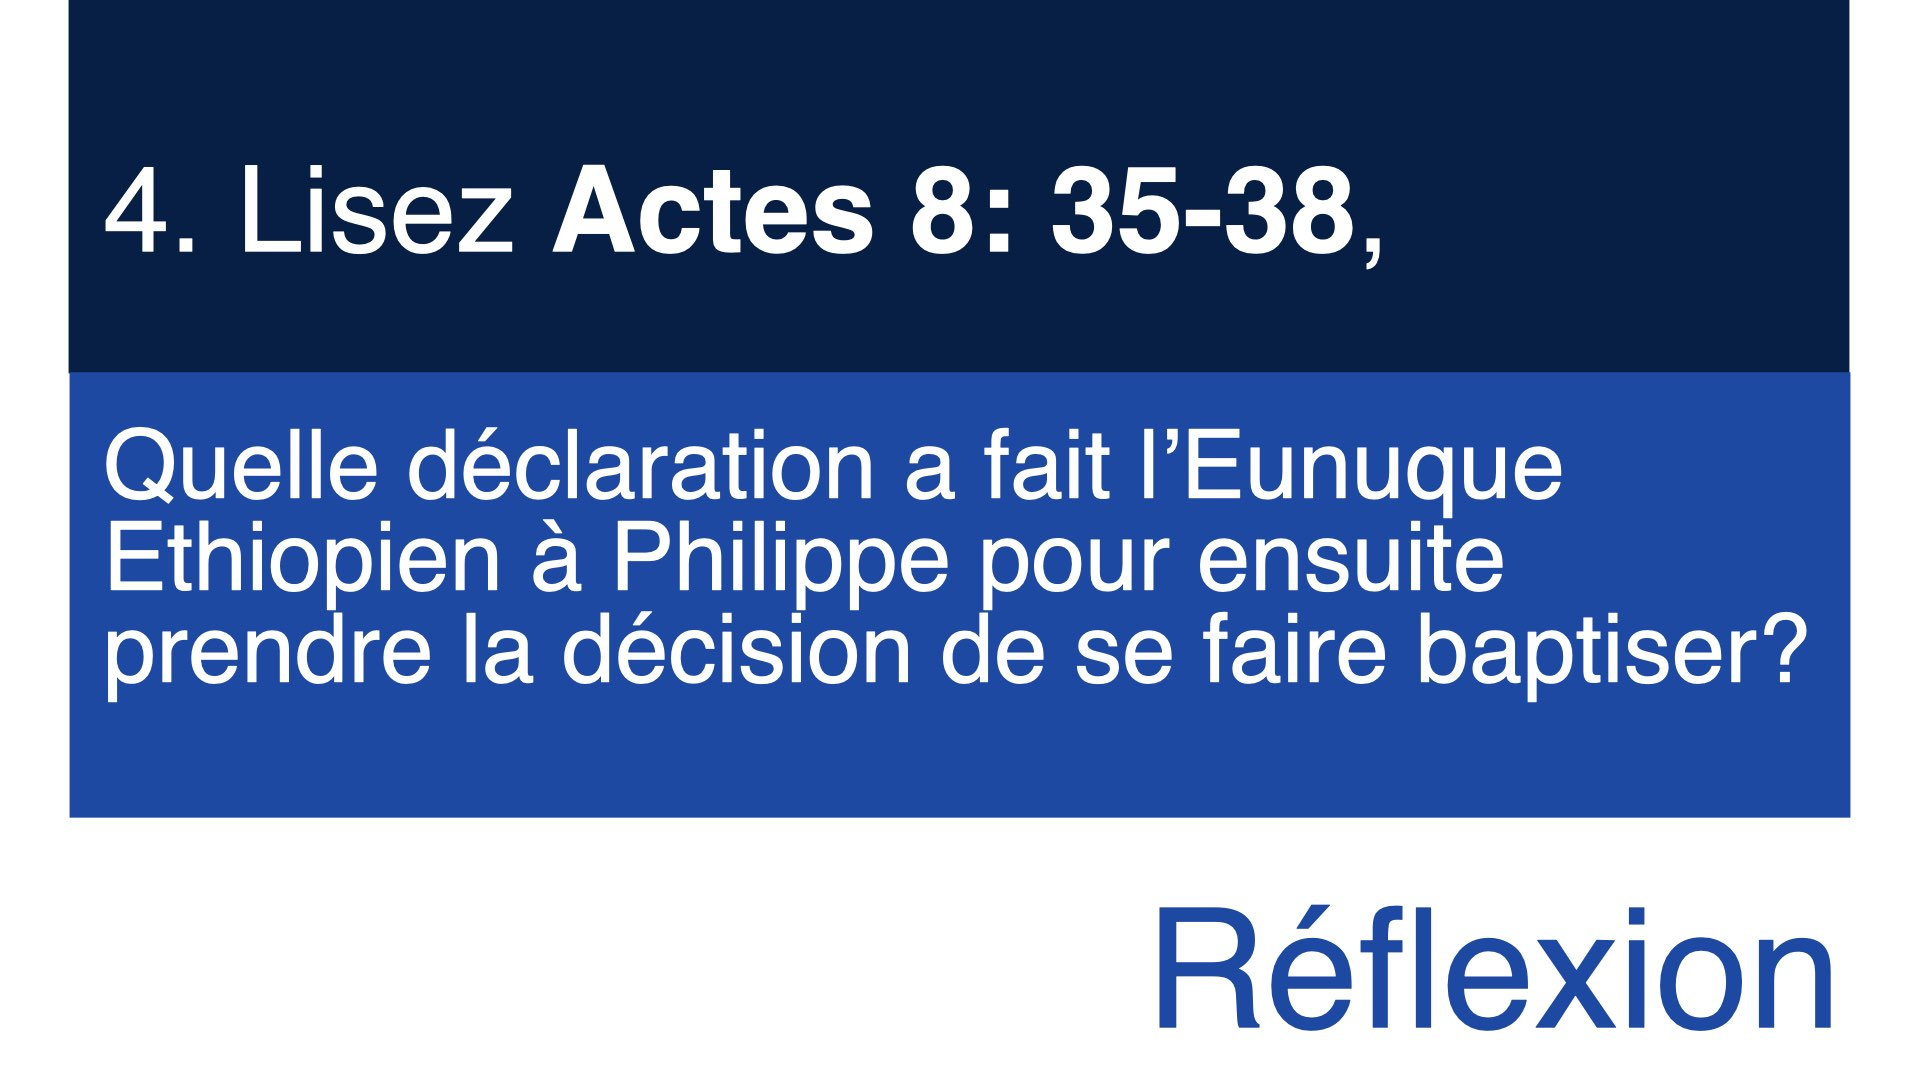 4. Lisez Actes 8: 35-38,
Quelle déclaration a fait l’Eunuque
Ethiopien à Philippe pour ensuite
prendre la décision de se faire baptiser?
Réflexion